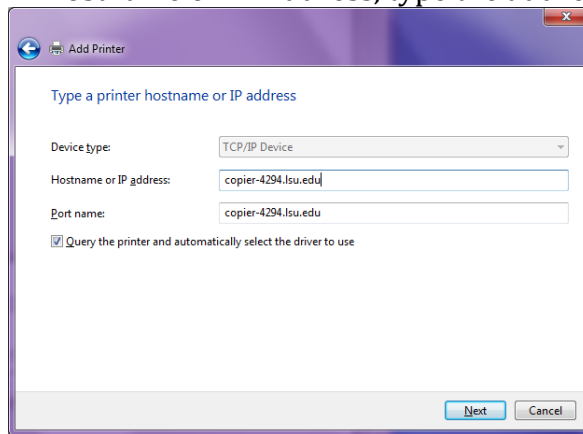 Add Printer
Type a printer hostname or IP address
Device type: TCP/IP Device
Hostname or IP address: copier-4294.lsu.edu
Port name: copier-4294.lsu.edu
Query the printer and automatically select the driver to use
Next Cancel